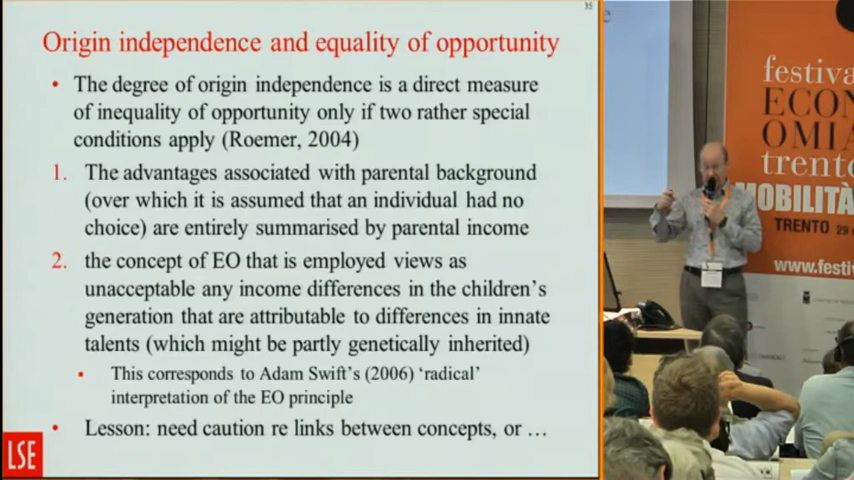 35
Origin independence and equality of opportunity
• The degree of origin independence is a direct measure
of inequality of opportunity only if two rather special
conditions apply (Roemer, 2004)
1. The advantages associated with parental background
(over which it is assumed that an individual had no
choice) are entirely summarised by parental income
2. the concept of EO that is employed views as
unacceptable any income differences in the children's
generation that are attributable to differences in innate
talents (which might be partly genetically inherited)
▪ This corresponds to Adam Swift's (2006) 'radical'
interpretation of the EO principle
• Lesson: need caution re links between concepts, or …
LSE
festiva
ECON
OMIA
trento
MOBILITÀ
TRENTO 29
www.festiv